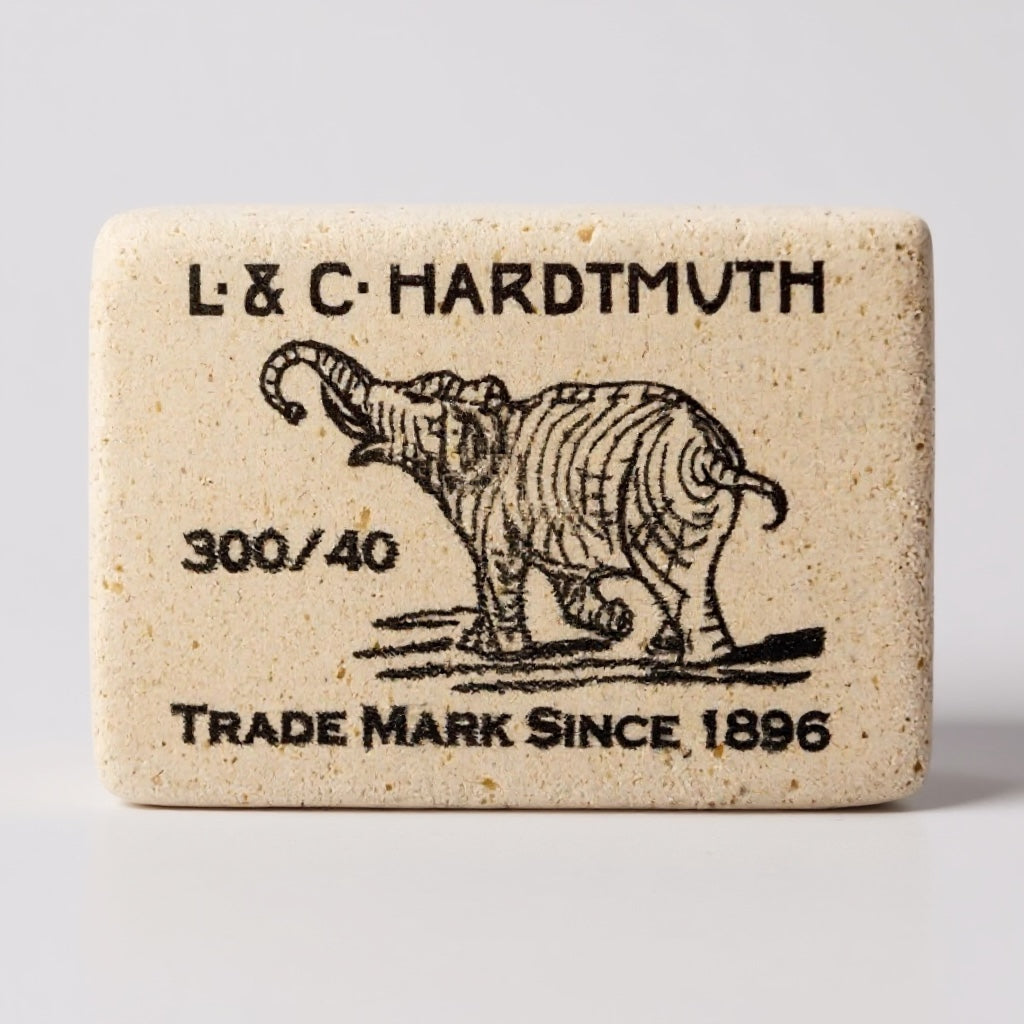 L·& C·HARDTMUTH
300/40
TRADE MARK SINCE 1896